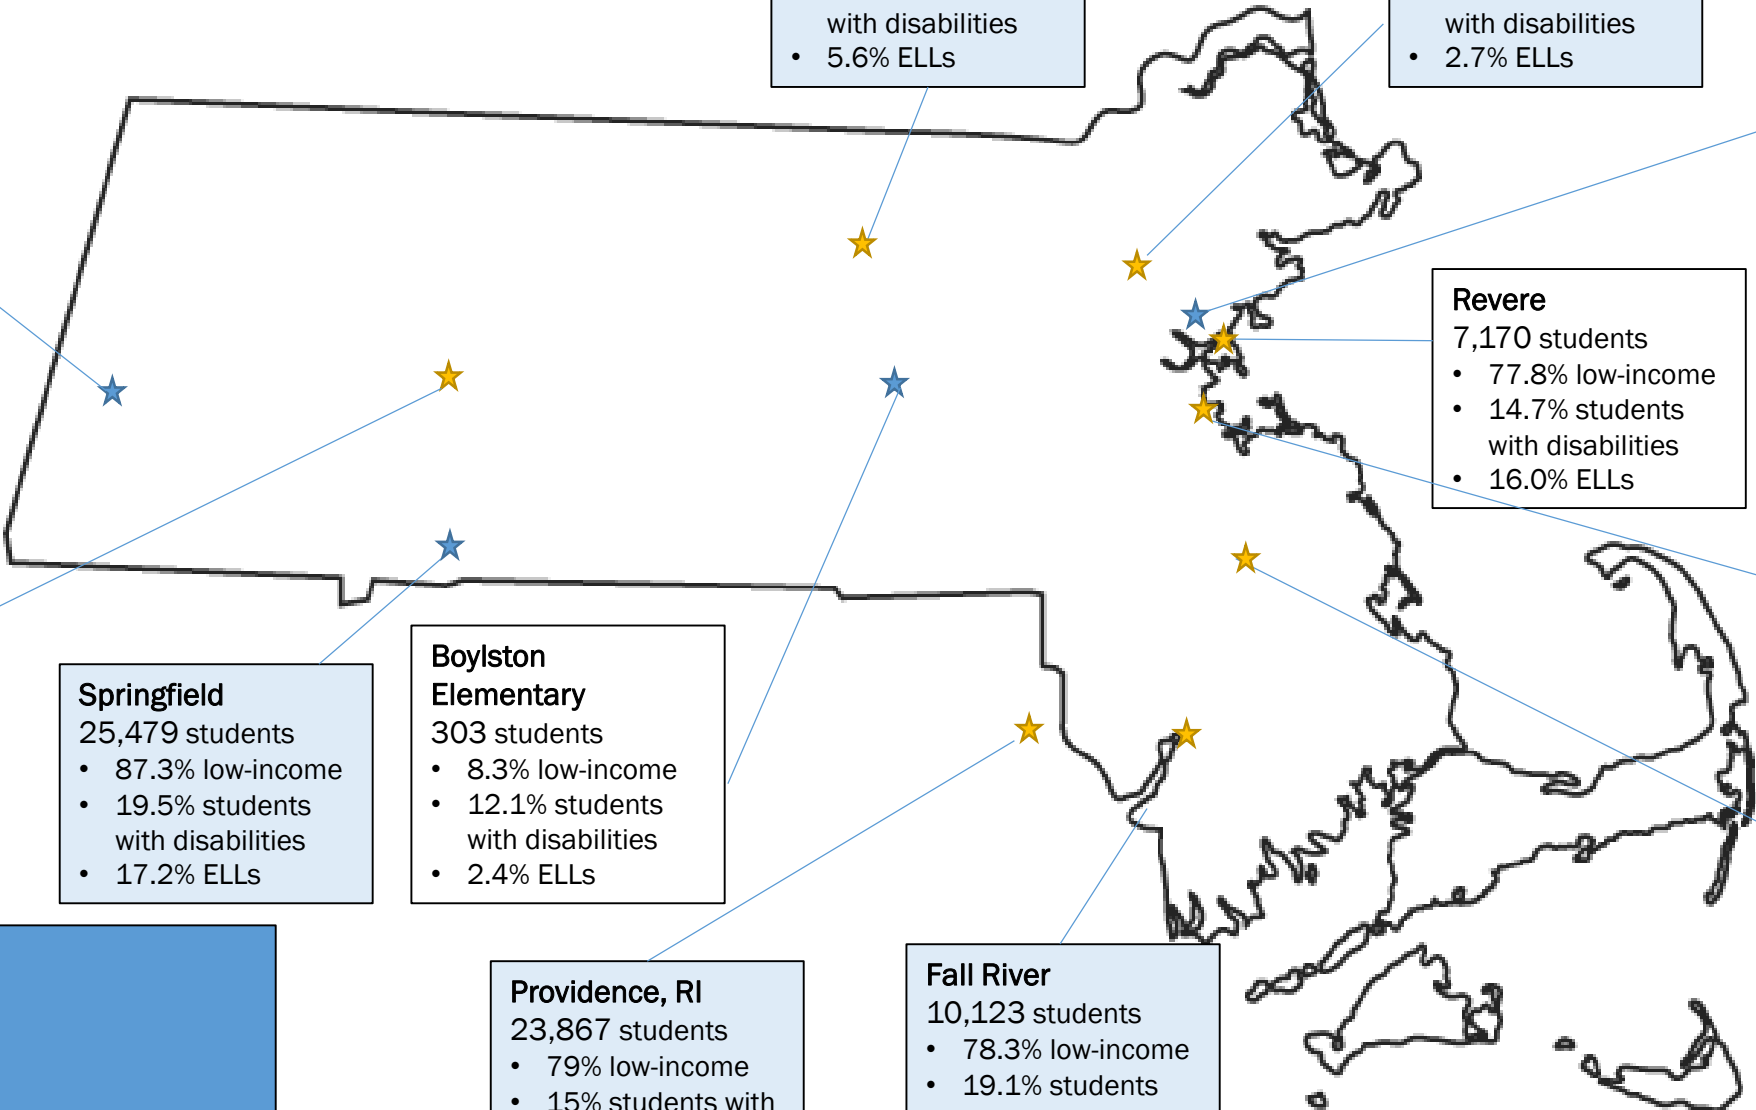 with disabilities
• 5.6% ELLs
with disabilities
• 2.7% ELLs
Revere
7,170 students
• 77.8% low-income
• 14.7% students
with disabilities
• 16.0% ELLs
Springfield
25,479 students
• 87.3% low-income
• 19.5% students
with disabilities
• 17.2% ELLs
Boylston
Elementary
303 students
• 8.3% low-income
• 12.1% students
with disabilities
• 2.4% ELLs
Providence, RI
23,867 students
• 79% low-income
• 15% students with
Fall River
10,123 students
• 78.3% low-income
• 19.1% students